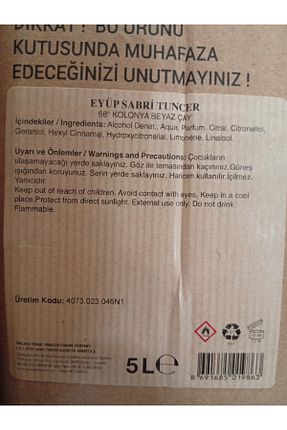 DİKKAT ! BU ÜRÜNÜ
KUTUSUNDA MUHAFAZA
EDECEĞİNİZİ UNUTMAYINIZ !
EYÜP SABRİ TUNCER
68° KOLONYA BEYAZ ÇAY
İçindekiler / Ingredients: Alcohol Denat., Aqua, Parfum, Citral, Citronellol,
Geraniol, Hexyl Cinnamal, Hydroxycitronellal, Limonene, Linalool.
Uyarı ve Önlemler / Warnings and Precautions: Çocukların
ulaşamayacağı yerde saklayınız. Göz ile temasından kaçınınız.Güneş
ışığından koruyunuz. Serin yerde saklayınız. Haricen kullanılır.İçilmez.
Yanıcıdır.
Keep out of reach of children. Avoid contact with eyes. Keep in a cool
place.Protect from direct sunlight. External use only. Do not drink.
Flammable.
Üretim Kodu: 4073.023.046N1
5L℮
8 691685 019863